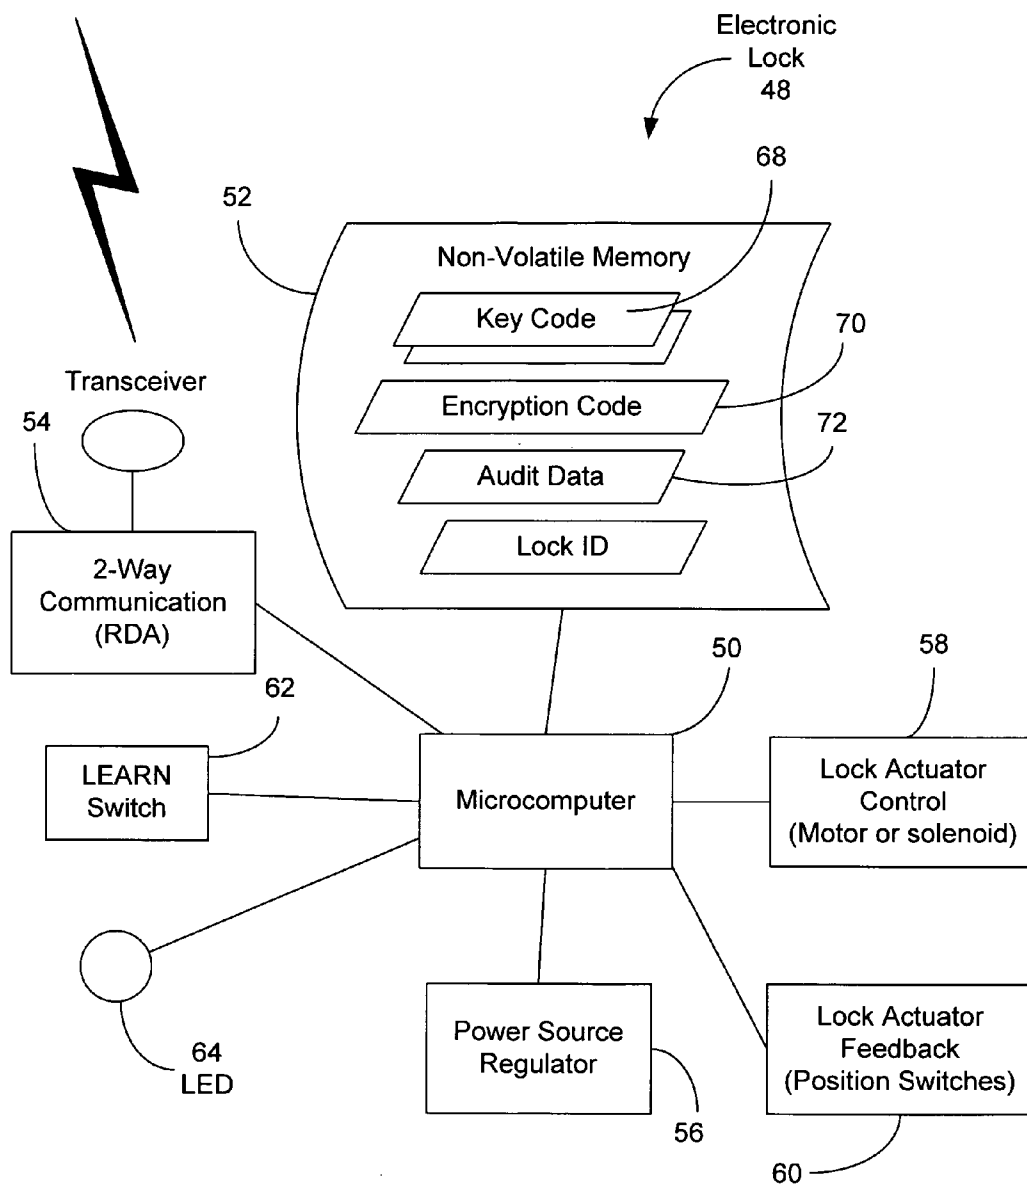 Electronic
Lock
48
68
52
Non-Volatile Memory
Key Code
70
Encryption Code
72
Audit Data
Lock ID
Transceiver
54
2-Way
Communication
(RDA)
62
LEARN
Switch
50
Microcomputer
58
Lock Actuator
Control
(Motor or solenoid)
64
LED
Power Source
Regulator
56
Lock Actuator
Feedback
(Position Switches)
60